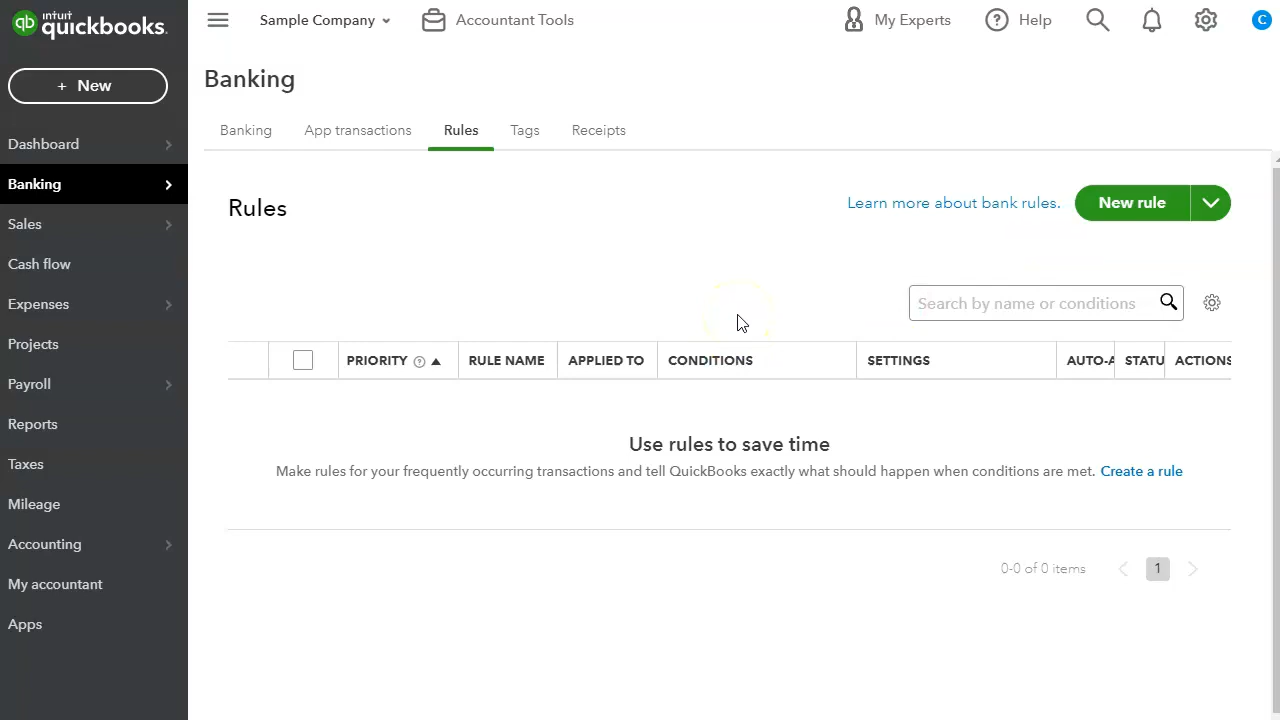 intuit
quickbooks.
Sample Company
Accountant Tools
My Experts
Help
C
+ New
Banking
Dashboard
Banking
Sales
Cash flow
Expenses
Projects
Payroll
Reports
Taxes
Mileage
Accounting
My accountant
Apps
Banking
App transactions
Rules
Tags
Receipts
Rules
Learn more about bank rules.
New rule
Search by name or conditions
PRIORITY
RULE NAME
APPLIED TO
CONDITIONS
SETTINGS
AUTO-A
STATU
ACTIONS
Use rules to save time
Make rules for your frequently occurring transactions and tell QuickBooks exactly what should happen when conditions are met. Create a rule
0-0 of 0 items
1